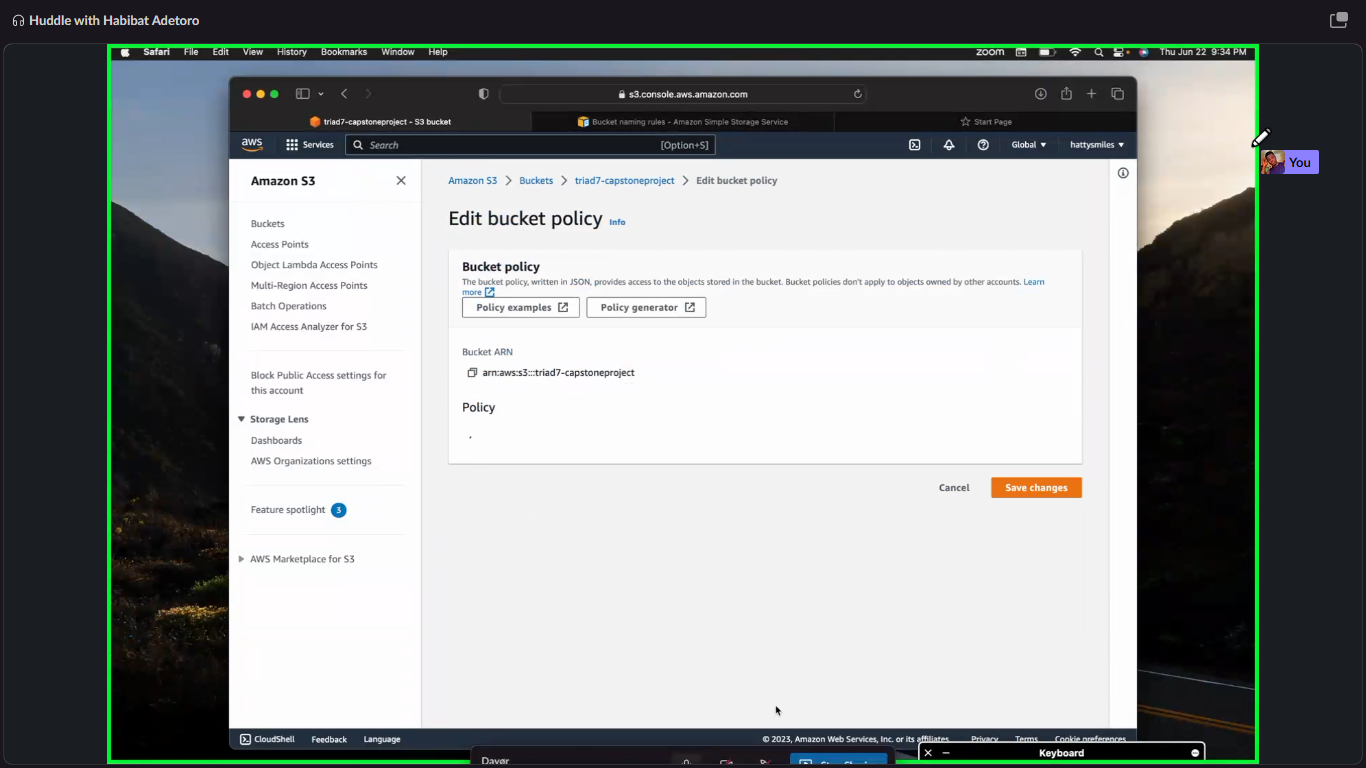 Huddle with Habibat Adetoro
Safari File Edit View History Bookmarks Window Help
zoom
Thu Jun 22 9:34 PM
s3.console.aws.amazon.com
triad7-capstoneproject - S3 bucket
Bucket naming rules - Amazon Simple Storage Service
Start Page
You
aws
Services
Search
[Option+S]
Global
hattysmiles
Amazon S3
Amazon S3 > Buckets > triad7-capstoneproject > Edit bucket policy
Buckets
Access Points
Object Lambda Access Points
Multi-Region Access Points
Batch Operations
IAM Access Analyzer for S3
Block Public Access settings for
this account
Storage Lens
Dashboards
AWS Organizations settings
Feature spotlight 3
AWS Marketplace for S3
Edit bucket policy Info
Bucket policy
The bucket policy, written in JSON, provides access to the objects stored in the bucket. Bucket policies don't apply to objects owned by other accounts. Learn
more
Policy examples
Policy generator
Bucket ARN
arn:aws:s3:::triad7-capstoneproject
Policy
Cancel
Save changes
CloudShell Feedback Language
© 2023, Amazon Web Services, Inc. or its affiliates. Privacy Terms Cookie preferences
Keyboard